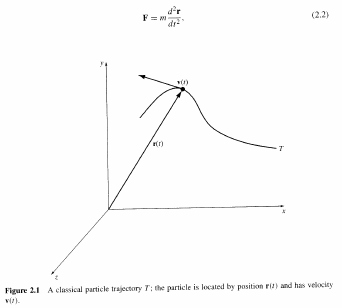 F = m d²r/dt², (2.2)
y
v(t)
r(t)
T
x
z
Figure 2.1 A classical particle trajectory T; the particle is located by position r(t) and has velocity
v(t).